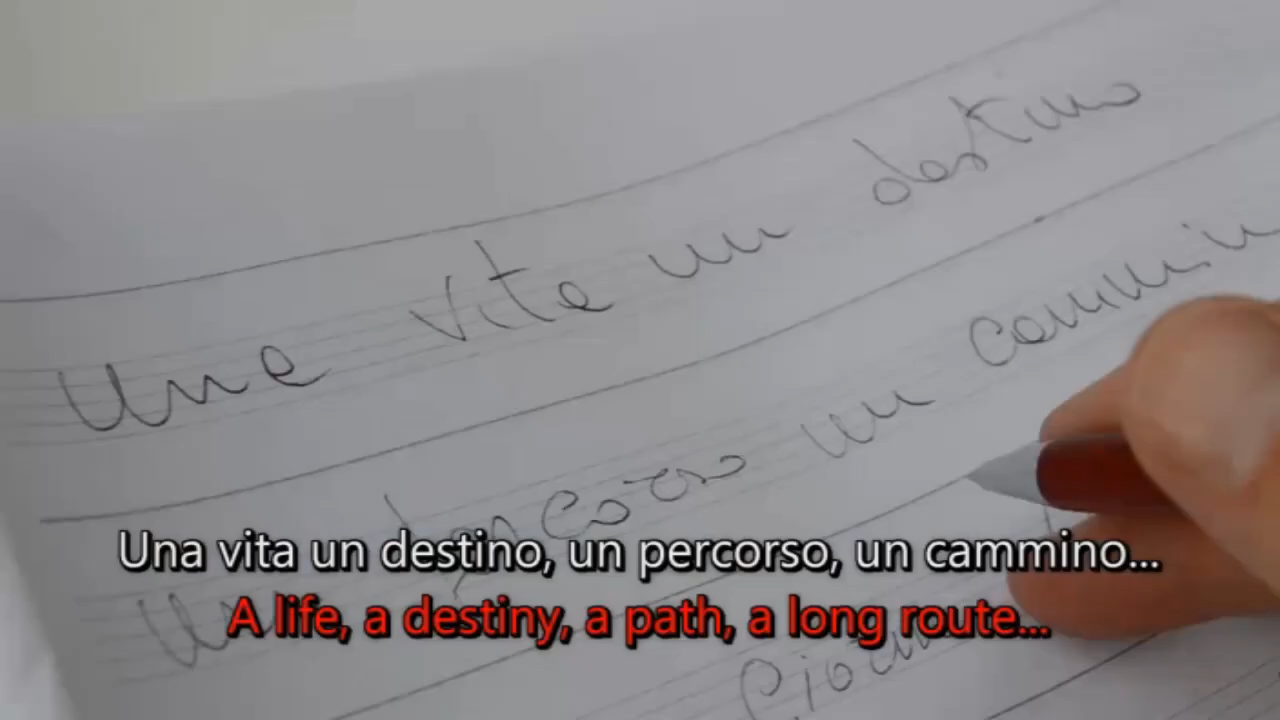 Una vita un destino
Un percorso un cammin
Una vita un destino, un percorso, un cammino...
A life, a destiny, a path, a long route...